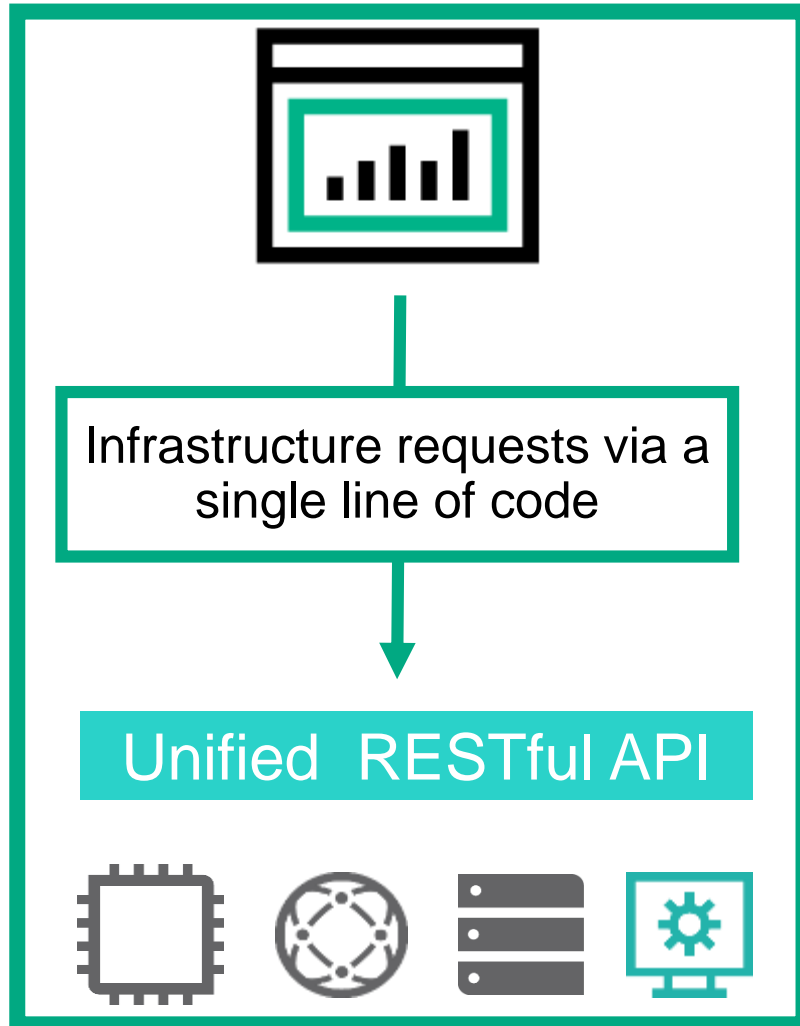 Infrastructure requests via a
single line of code
Unified RESTful API